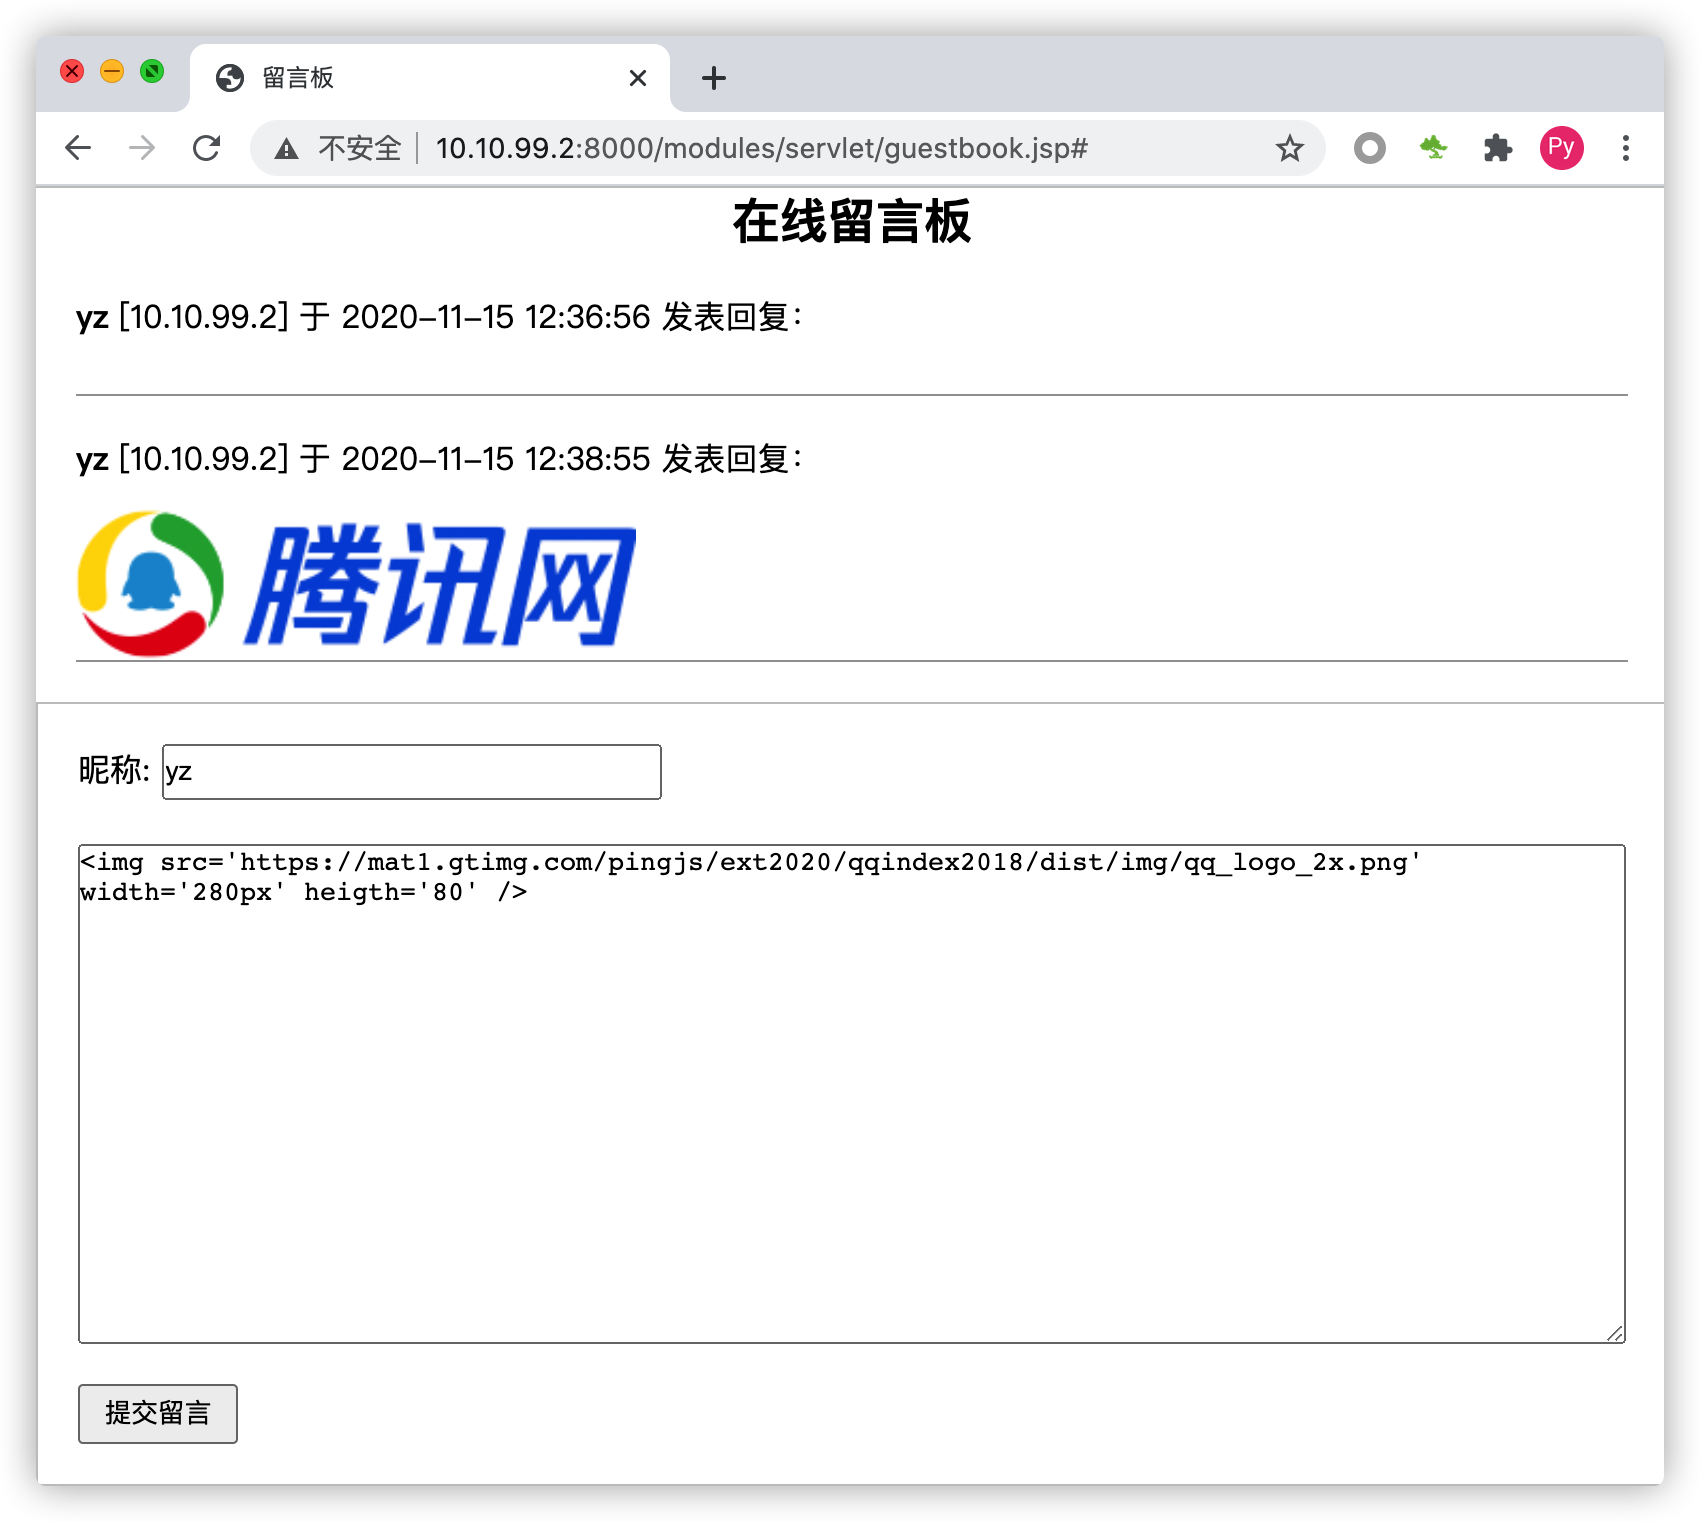 留言板
不安全 10.10.99.2:8000/modules/servlet/guestbook.jsp#
Py
在线留言板
yz [10.10.99.2] 于 2020-11-15 12:36:56 发表回复：
yz [10.10.99.2] 于 2020-11-15 12:38:55 发表回复：
腾讯网
昵称: yz
<img src='https://mat1.gtimg.com/pingjs/ext2020/qqindex2018/dist/img/qq_logo_2x.png'
width='280px' heigth='80' />
提交留言